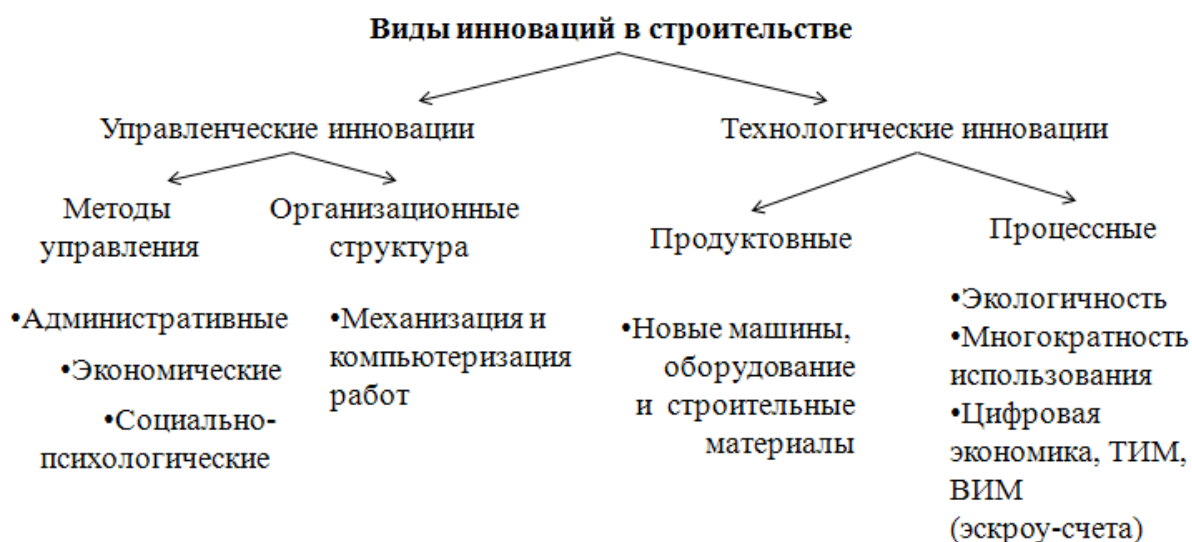 Виды инноваций в строительстве
Управленческие инновации
Технологические инновации
Методы
управления
Организационные
структура
Продуктовные
Процессные
•Административные
•Экономические
•Социально-
психологические
•Механизация и
компьютеризация
работ
•Новые машины,
оборудование
и строительные
материалы
•Экологичность
•Многократность
использования
•Цифровая
экономика, ТИМ,
ВИМ
(эскроу-счета)